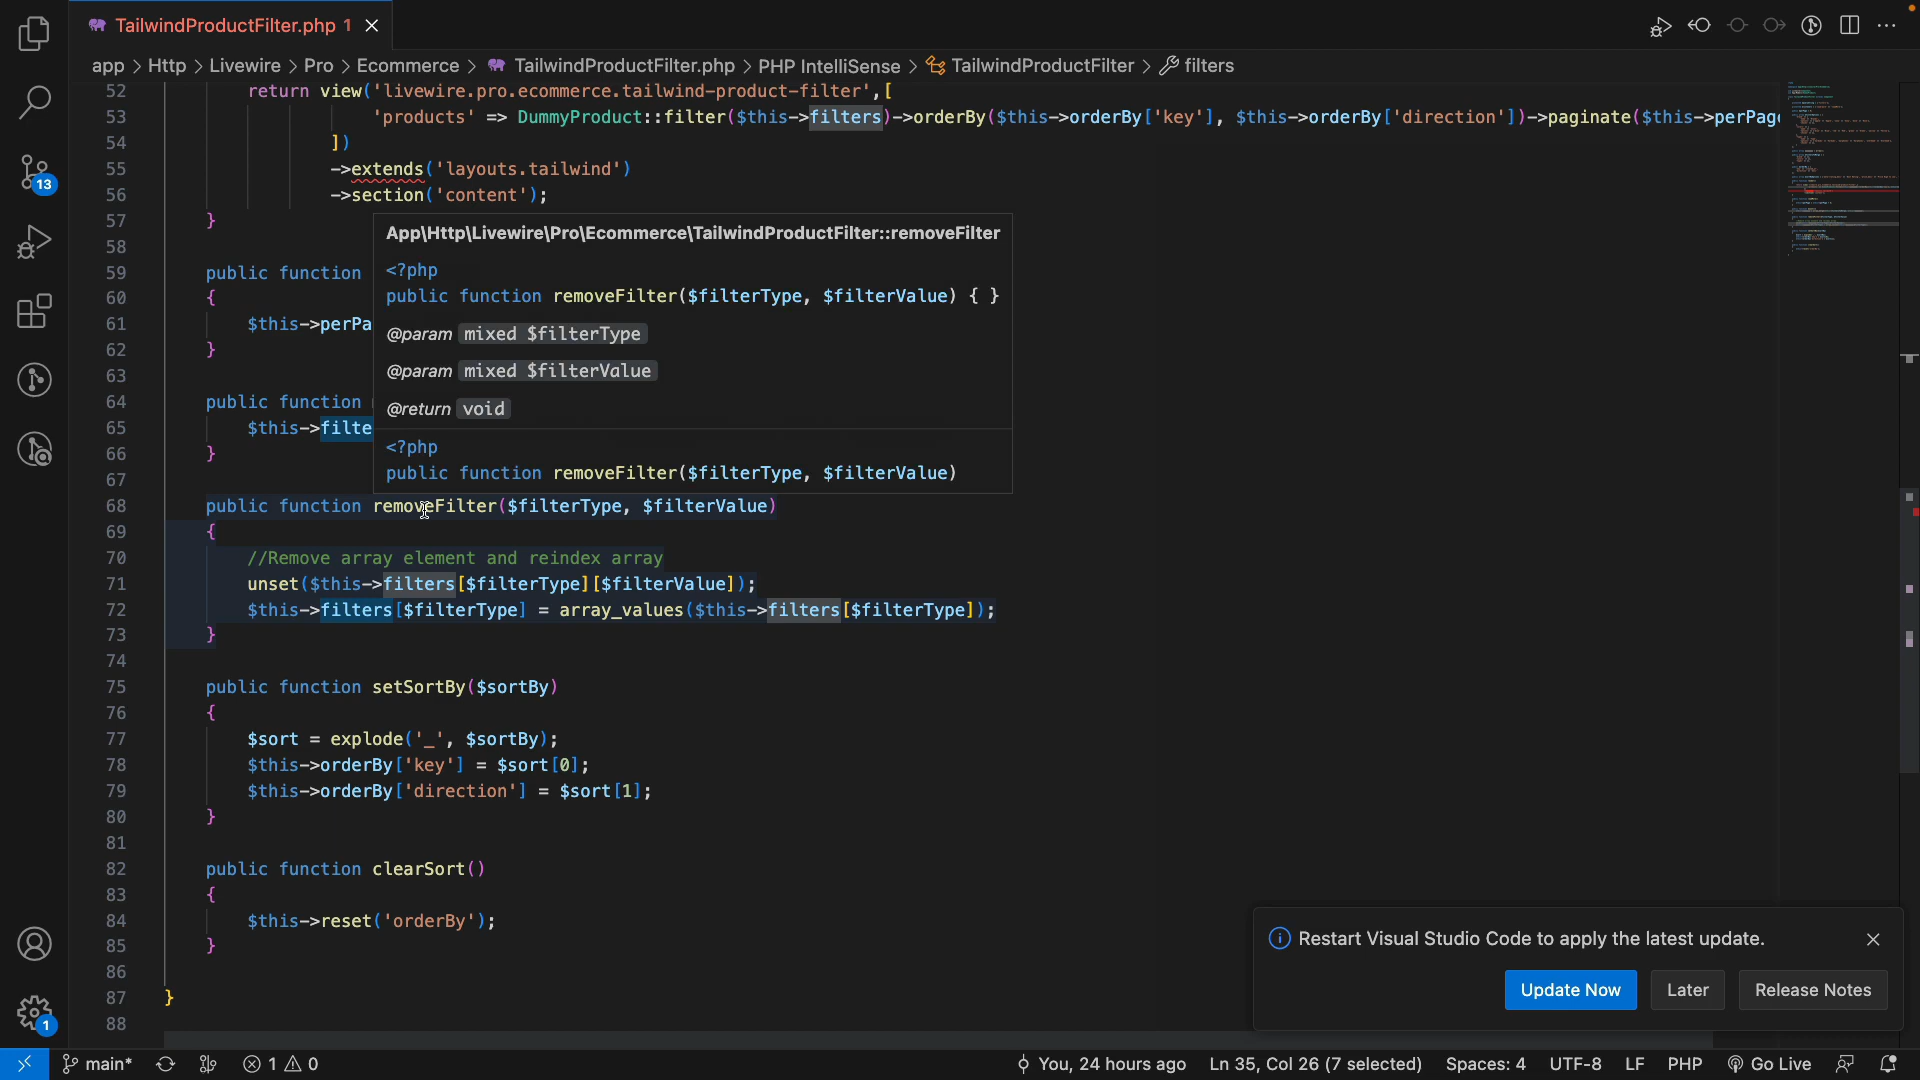 TailwindProductFilter.php 1
app > Http > Livewire > Pro > Ecommerce > TailwindProductFilter.php > PHP IntelliSense > TailwindProductFilter > filters
13
52 return view('livewire.pro.ecommerce.tailwind-product-filter',[
53 'products' => DummyProduct::filter($this->filters)->orderBy($this->orderBy['key'], $this->orderBy['direction'])->paginate($this->perPage
54 ])
55 ->extends('layouts.tailwind')
56 ->section('content');
57 }
58
59 public function
60 {
61 $this->perPa
62 }
63
64 public function
65 $this->filte
66 }
67
App\Http\Livewire\Pro\Ecommerce\TailwindProductFilter::removeFilter
<?php
public function removeFilter($filterType, $filterValue) { }
@param mixed $filterType
@param mixed $filterValue
@return void
<?php
public function removeFilter($filterType, $filterValue)
68 public function removeFilter($filterType, $filterValue)
69 {
70 //Remove array element and reindex array
71 unset($this->filters[$filterType][$filterValue]);
72 $this->filters[$filterType] = array_values($this->filters[$filterType]);
73 }
74
75 public function setSortBy($sortBy)
76 {
77 $sort = explode('_', $sortBy);
78 $this->orderBy['key'] = $sort[0];
79 $this->orderBy['direction'] = $sort[1];
80 }
81
82 public function clearSort()
83 {
84 $this->reset('orderBy');
85 }
86
87 }
88
Restart Visual Studio Code to apply the latest update.
Update Now Later Release Notes
1
main* 1 0 You, 24 hours ago Ln 35, Col 26 (7 selected) Spaces: 4 UTF-8 LF PHP Go Live